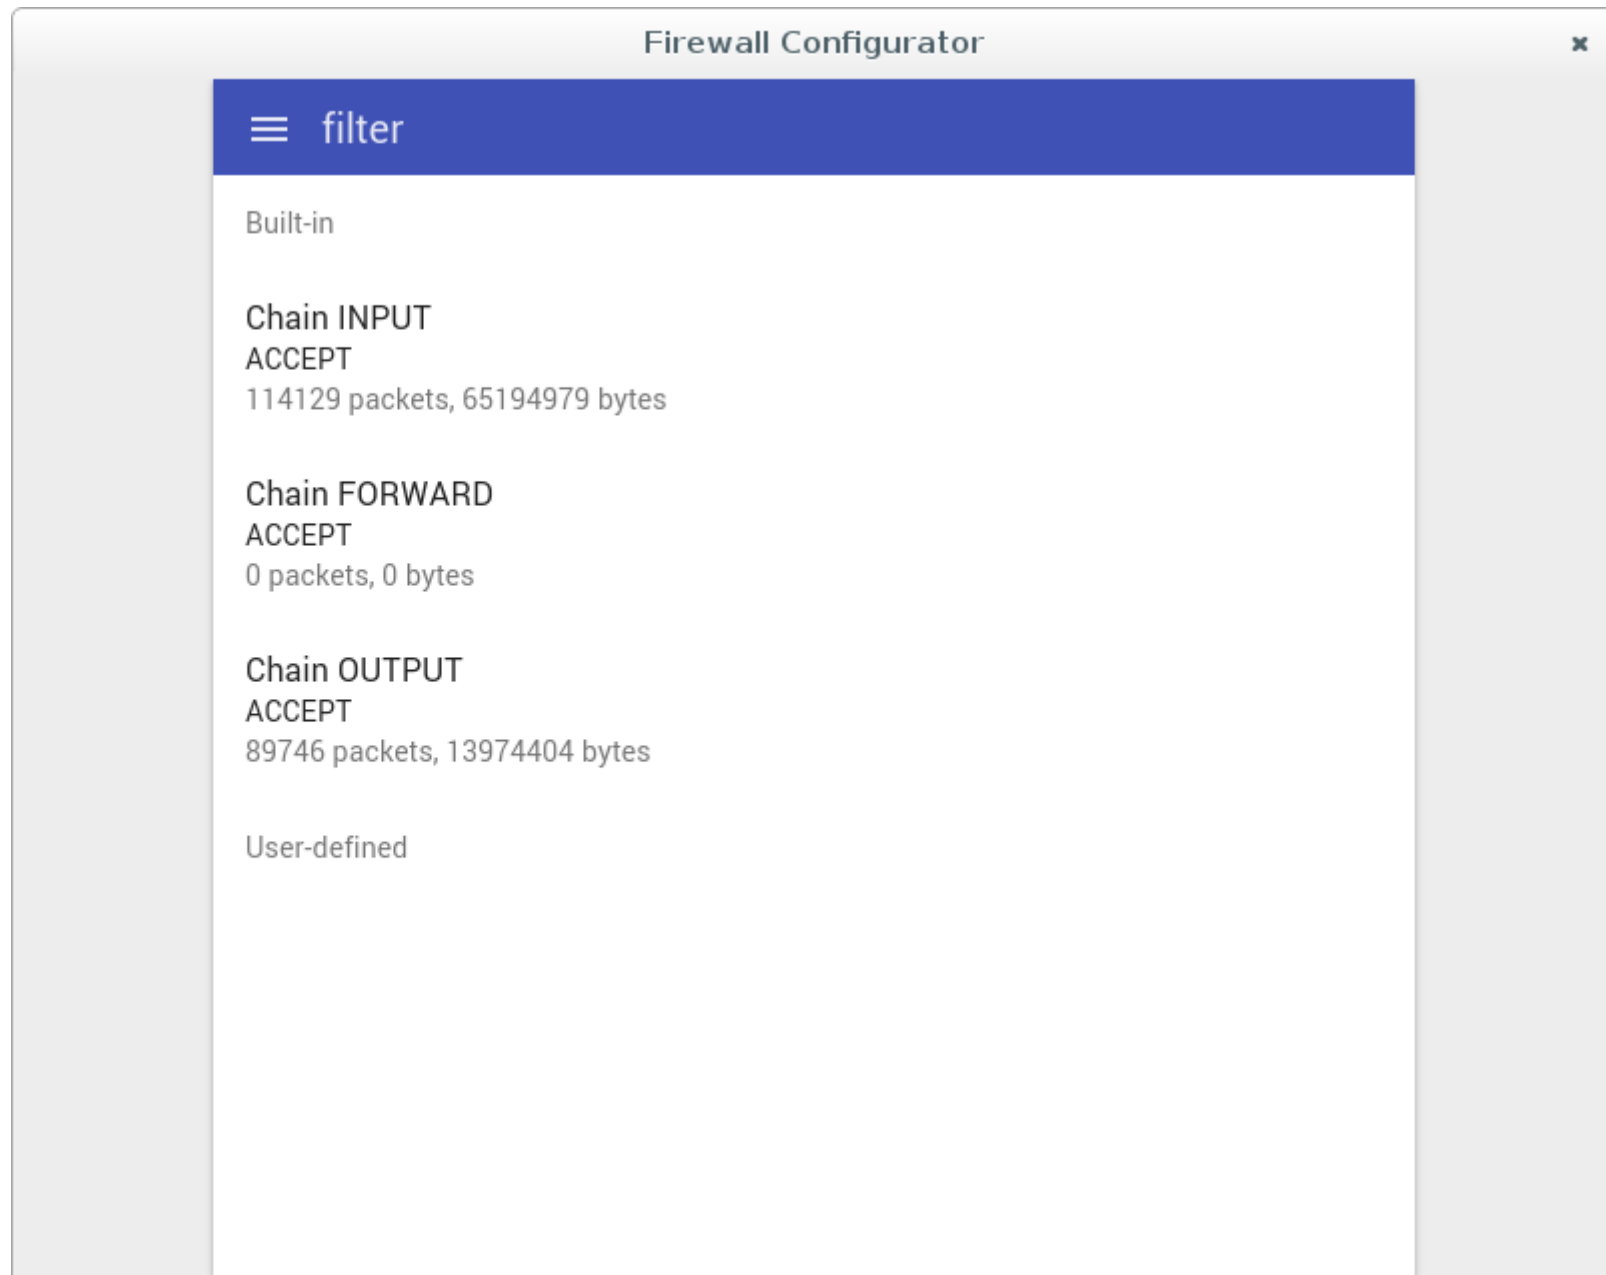 Firewall Configurator
filter
Built-in
Chain INPUT
ACCEPT
114129 packets, 65194979 bytes
Chain FORWARD
ACCEPT
0 packets, 0 bytes
Chain OUTPUT
ACCEPT
89746 packets, 13974404 bytes
User-defined